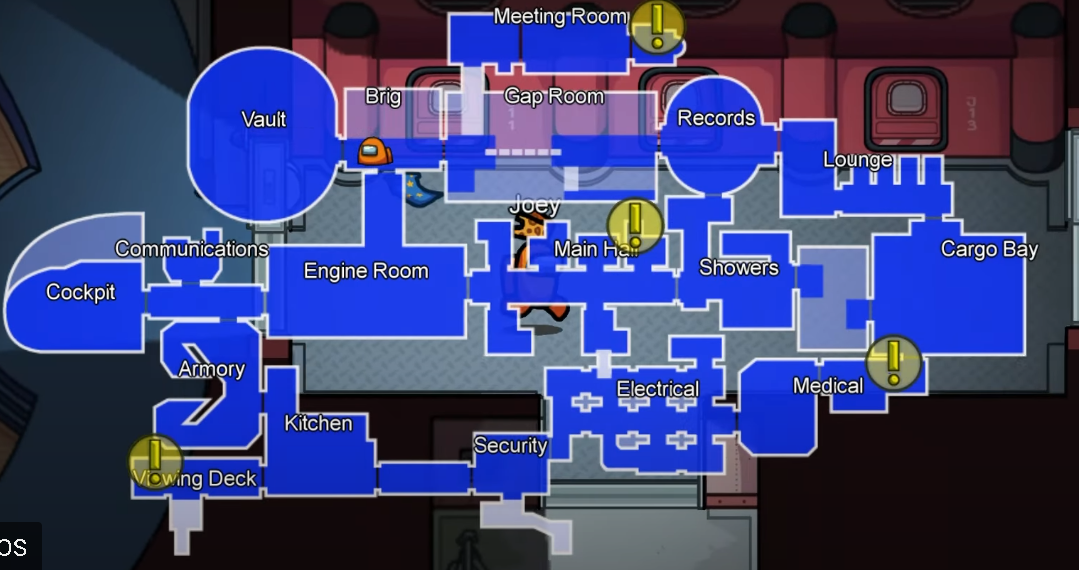 Meeting Room
Brig
Gap Room
Vault
Records
Lounge
Joey
Communications
Main Hall
Cargo Bay
Engine Room
Showers
Cockpit
Armory
Medical
Electrical
Kitchen
Security
Viewing Deck
OS